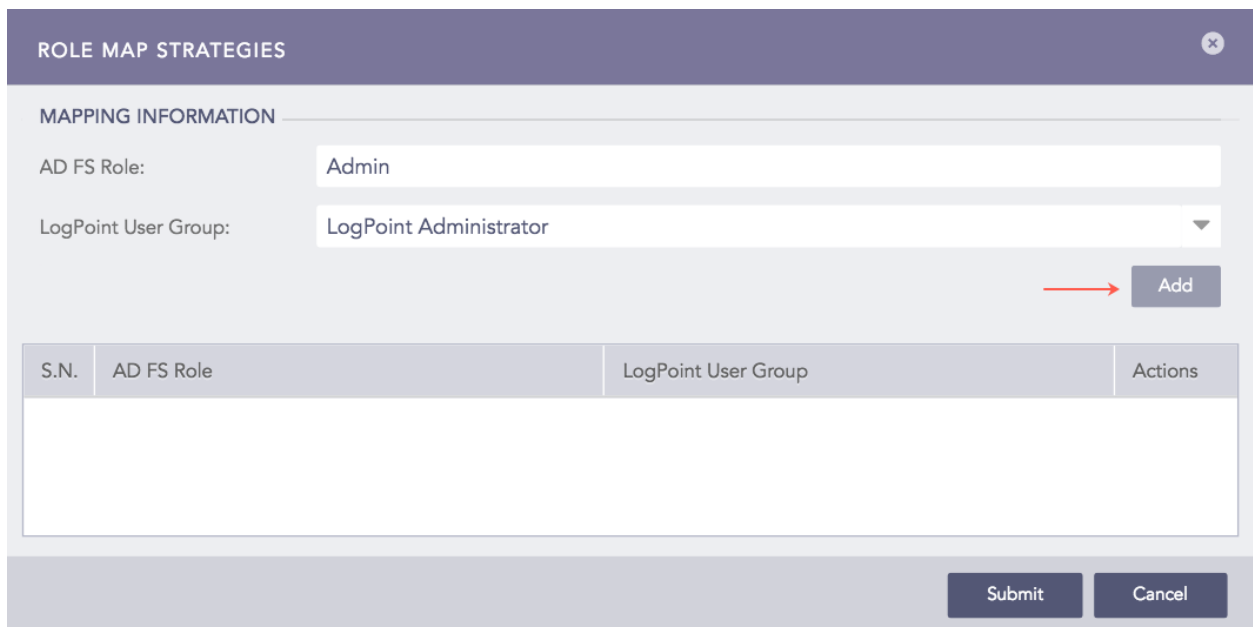 ROLE MAP STRATEGIES
MAPPING INFORMATION
AD FS Role: Admin
LogPoint User Group: LogPoint Administrator
Add
S.N. AD FS Role LogPoint User Group Actions
Submit Cancel